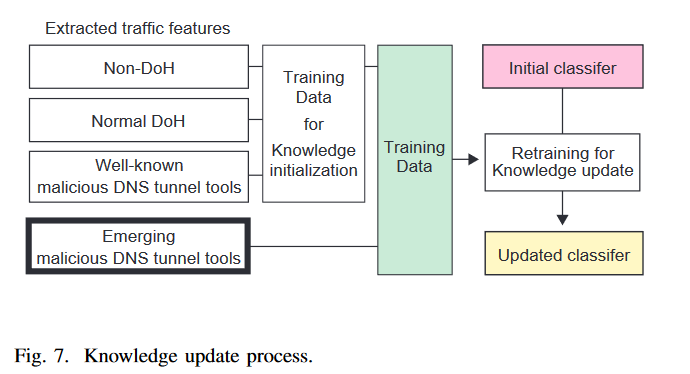 Extracted traffic features
Non-DoH
Normal DoH
Well-known
malicious DNS tunnel tools
Emerging
malicious DNS tunnel tools
Training
Data
for
Knowledge
initialization
Training
Data
Initial classifer
Retraining for
Knowledge update
Updated classifer
Fig. 7. Knowledge update process.